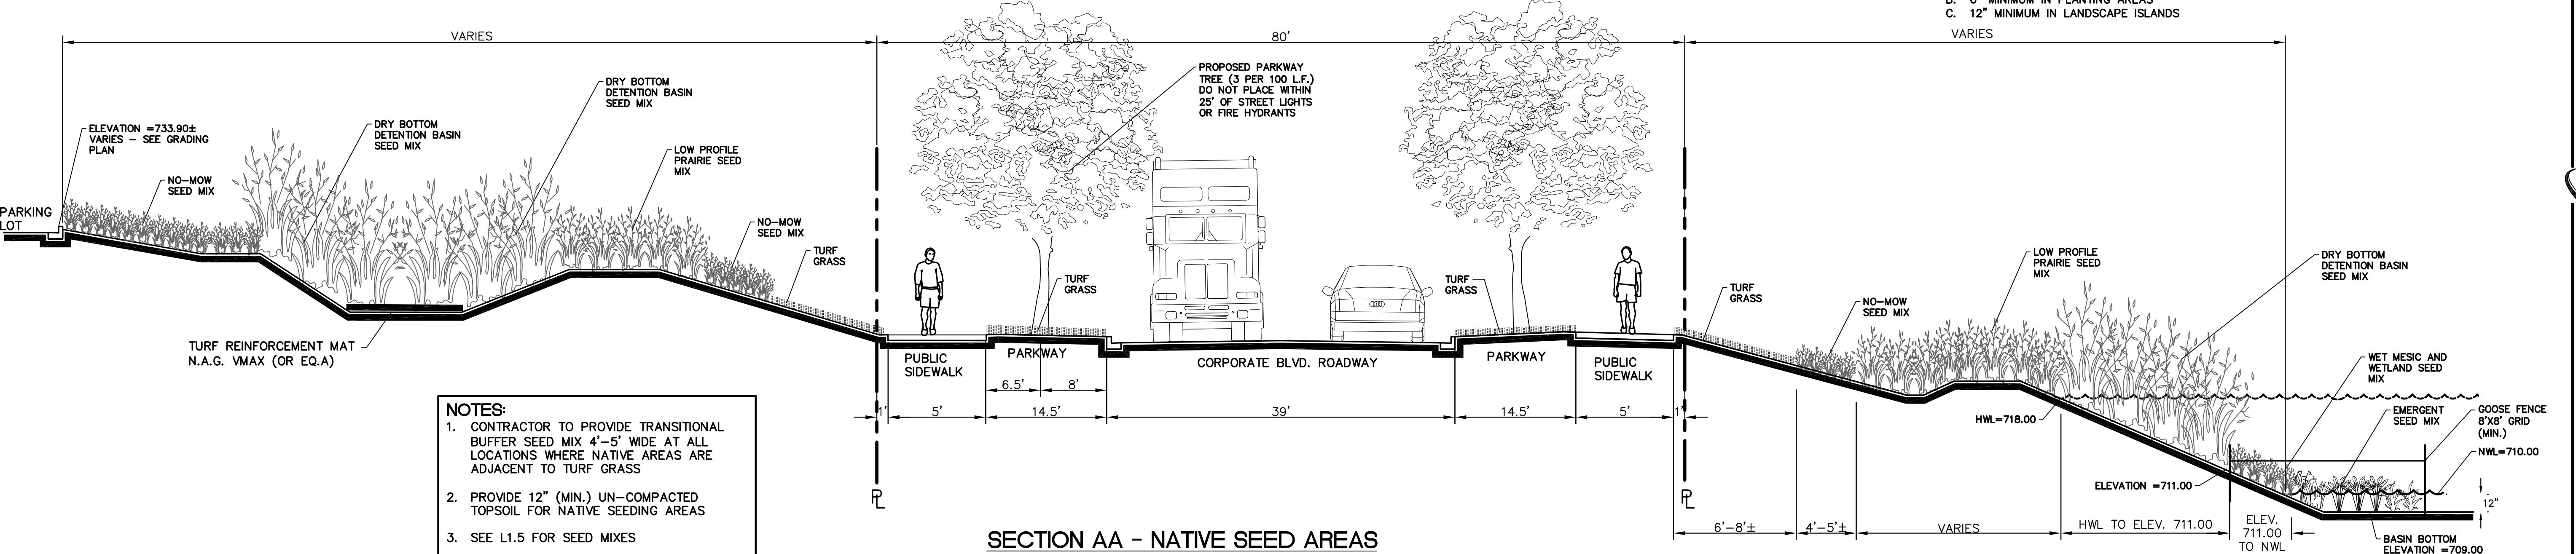 B. 6" MINIMUM IN PLANTING AREAS
C. 12" MINIMUM IN LANDSCAPE ISLANDS
VARIES
80'
VARIES
ELEVATION =733.90±
VARIES – SEE GRADING
PLAN
NO–MOW
SEED MIX
PARKING
LOT
DRY BOTTOM
DETENTION BASIN
SEED MIX
DRY BOTTOM
DETENTION BASIN
SEED MIX
LOW PROFILE
PRAIRIE SEED
MIX
NO–MOW
SEED MIX
TURF
GRASS
TURF REINFORCEMENT MAT
N.A.G. VMAX (OR EQ.A)
PROPOSED PARKWAY
TREE (3 PER 100 L.F.)
DO NOT PLACE WITHIN
25' OF STREET LIGHTS
OR FIRE HYDRANTS
TURF
GRASS
TURF
GRASS
PUBLIC
SIDEWALK
PARKWAY
CORPORATE BLVD. ROADWAY
PARKWAY
PUBLIC
SIDEWALK
6.5'
8'
1'
5'
14.5'
39'
14.5'
5'
1'
PL
PL
TURF
GRASS
NO–MOW
SEED MIX
LOW PROFILE
PRAIRIE SEED
MIX
DRY BOTTOM
DETENTION BASIN
SEED MIX
WET MESIC AND
WETLAND SEED
MIX
EMERGENT
SEED MIX
GOOSE FENCE
8'X8' GRID
(MIN.)
NWL=710.00
HWL=718.00
ELEVATION =711.00
12"
6'–8'±
4'–5'±
VARIES
HWL TO ELEV. 711.00
ELEV.
711.00
TO NWL
BASIN BOTTOM
ELEVATION =709.00
NOTES:
1. CONTRACTOR TO PROVIDE TRANSITIONAL
BUFFER SEED MIX 4'–5' WIDE AT ALL
LOCATIONS WHERE NATIVE AREAS ARE
ADJACENT TO TURF GRASS
2. PROVIDE 12" (MIN.) UN–COMPACTED
TOPSOIL FOR NATIVE SEEDING AREAS
3. SEE L1.5 FOR SEED MIXES
SECTION AA - NATIVE SEED AREAS